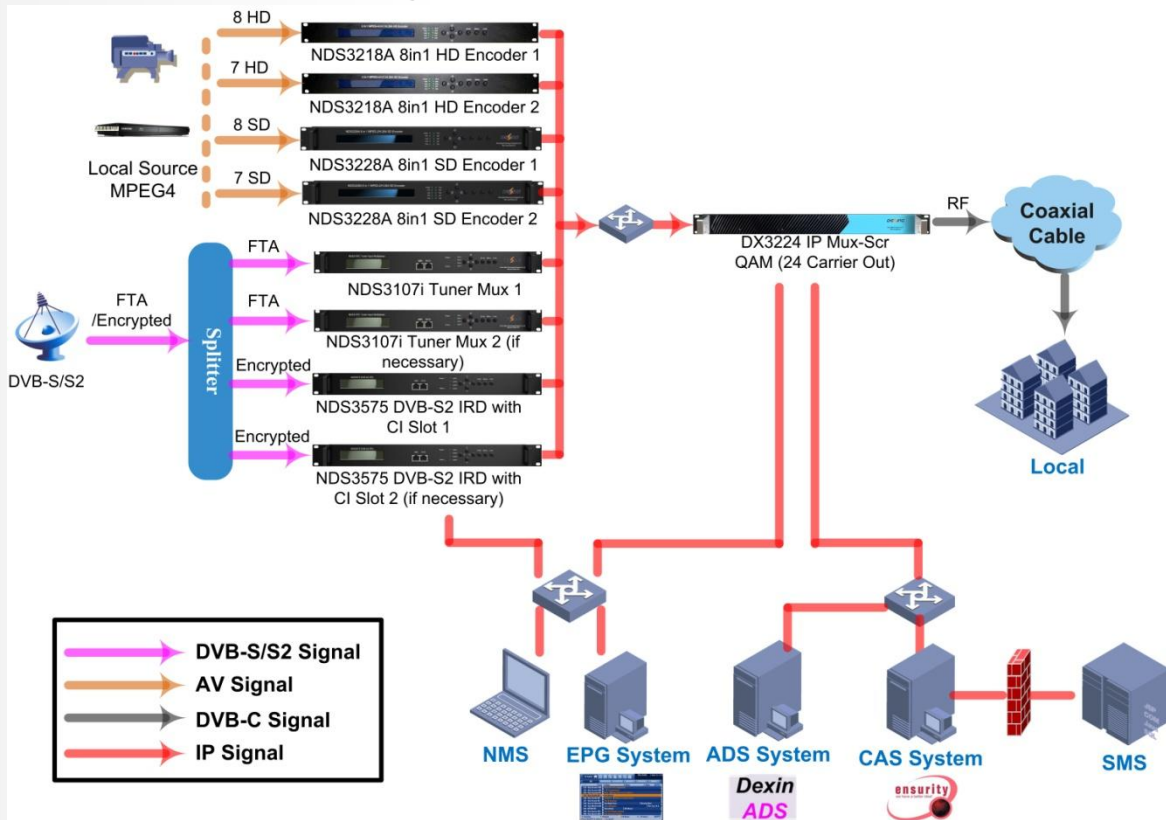 8 HD
NDS3218A 8in1 HD Encoder 1
7 HD
NDS3218A 8in1 HD Encoder 2
8 SD
NDS3228A 8in1 SD Encoder 1
7 SD
NDS3228A 8in1 SD Encoder 2
Local Source
MPEG4
FTA
NDS3107i Tuner Mux 1
FTA
NDS3107i Tuner Mux 2 (if
necessary)
Encrypted
NDS3575 DVB-S2 IRD with
CI Slot 1
Encrypted
NDS3575 DVB-S2 IRD with
CI Slot 2 (if necessary)
FTA
/Encrypted
DVB-S/S2
Splitter
DX3224 IP Mux-Scr
QAM (24 Carrier Out)
RF
Coaxial
Cable
Local
DVB-S/S2 Signal
AV Signal
DVB-C Signal
IP Signal
NMS
EPG System
ADS System
CAS System
SMS
Dexin
ADS
ensurity